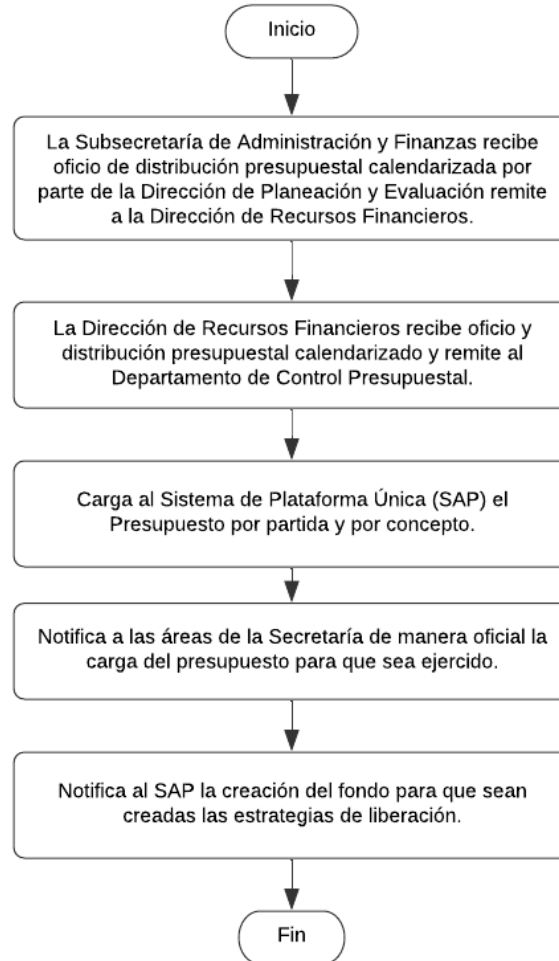 Inicio
La Subsecretaría de Administración y Finanzas recibe
oficio de distribución presupuestal calendarizada por
parte de la Dirección de Planeación y Evaluación remite
a la Dirección de Recursos Financieros.
La Dirección de Recursos Financieros recibe oficio y
distribución presupuestal calendarizado y remite al
Departamento de Control Presupuestal.
Carga al Sistema de Plataforma Única (SAP) el
Presupuesto por partida y por concepto.
Notifica a las áreas de la Secretaría de manera oficial la
carga del presupuesto para que sea ejercido.
Notifica al SAP la creación del fondo para que sean
creadas las estrategias de liberación.
Fin